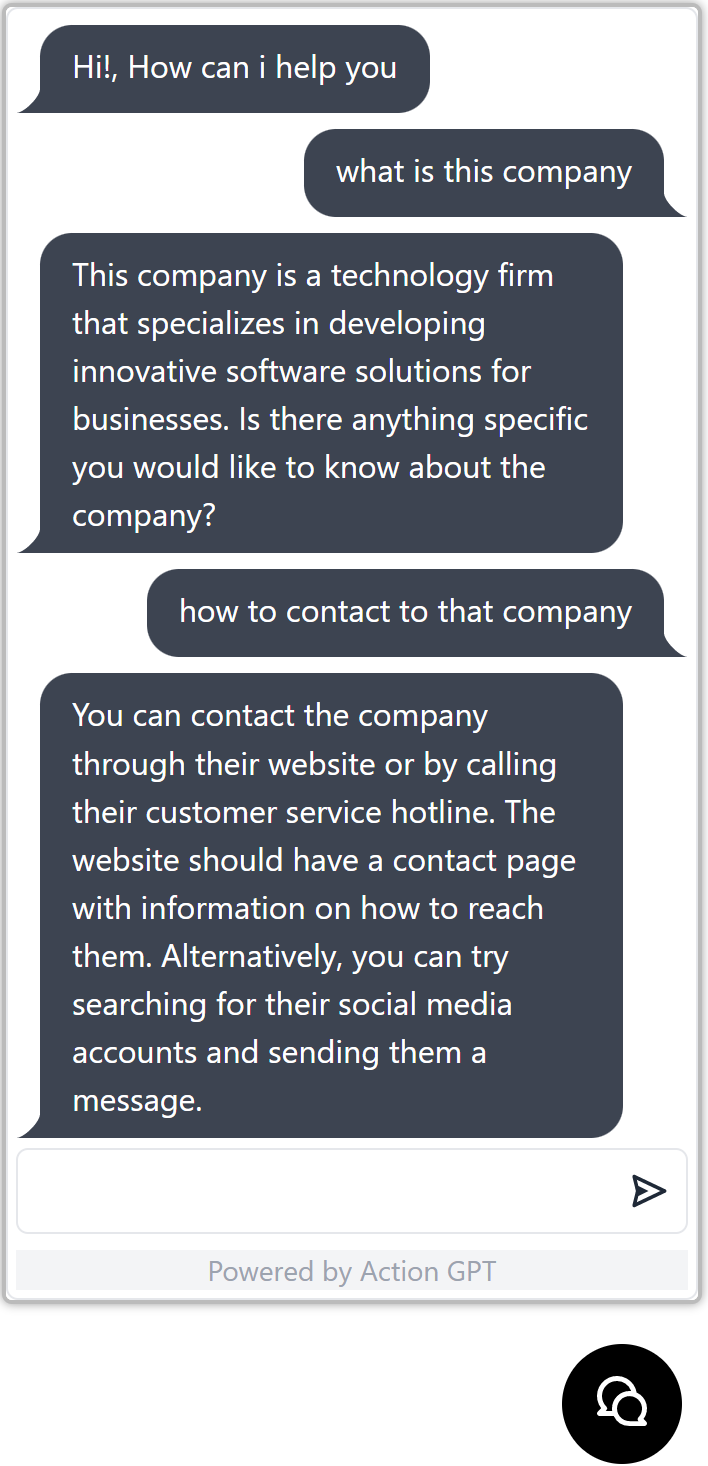 Hi!, How can i help you
what is this company
This company is a technology firm
that specializes in developing
innovative software solutions for
businesses. Is there anything specific
you would like to know about the
company?
how to contact to that company
You can contact the company
through their website or by calling
their customer service hotline. The
website should have a contact page
with information on how to reach
them. Alternatively, you can try
searching for their social media
accounts and sending them a
message.
Powered by Action GPT